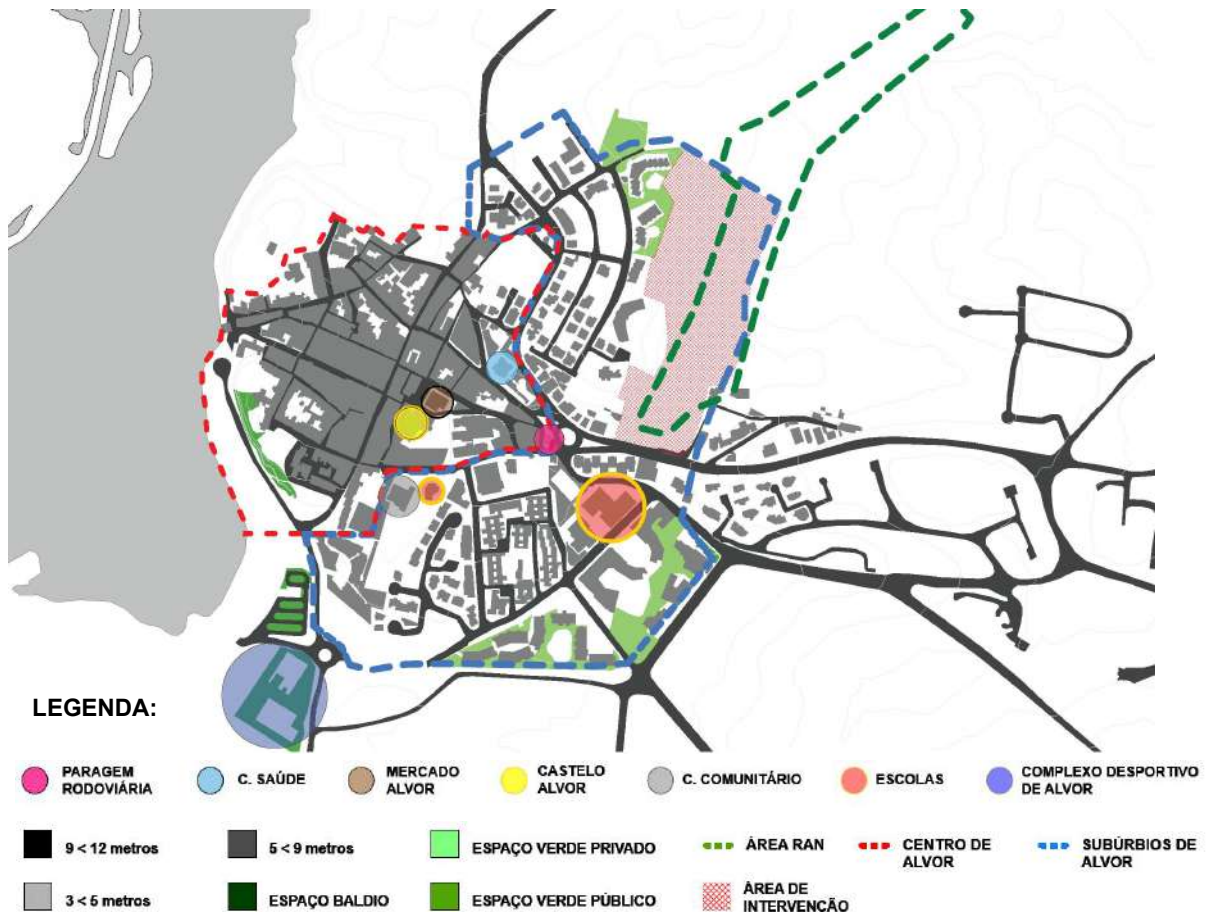 LEGENDA:
PARAGEM
RODOVIÁRIA
C. SAÚDE
MERCADO
ALVOR
CASTELO
ALVOR
C. COMUNITÁRIO
ESCOLAS
COMPLEXO DESPORTIVO
DE ALVOR
9 < 12 metros
5 < 9 metros
ESPAÇO VERDE PRIVADO
ÁREA RAN
CENTRO DE
ALVOR
SUBÚRBIOS DE
ALVOR
3 < 5 metros
ESPAÇO BALDIO
ESPAÇO VERDE PÚBLICO
ÁREA DE
INTERVENÇÃO